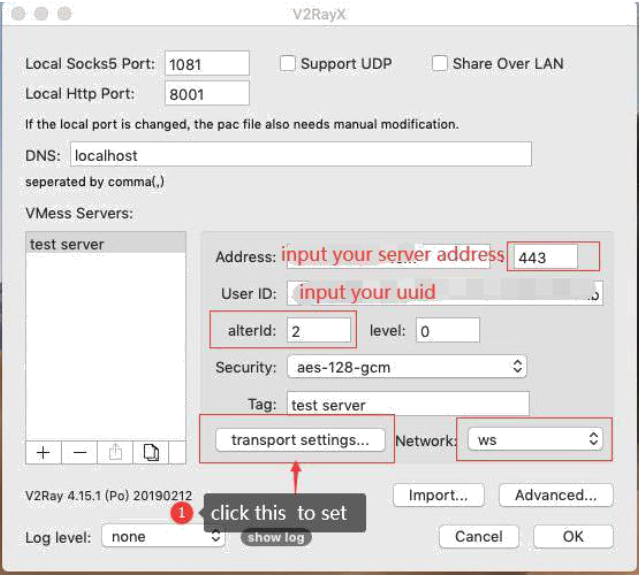 V2RayX
Local Socks5 Port: 1081 Support UDP Share Over LAN
Local Http Port: 8001
If the local port is changed, the pac file also needs manual modification.
DNS: localhost
seperated by comma(,)
VMess Servers:
test server
Address: input your server address : 443
User ID: input your uuid
alterId: 2 level: 0
Security: aes-128-gcm
Tag: test server
transport settings... Network: ws
V2Ray 4.15.1 (Po) 20190212 Import... Advanced...
1 click this to set
Log level: none show log Cancel OK